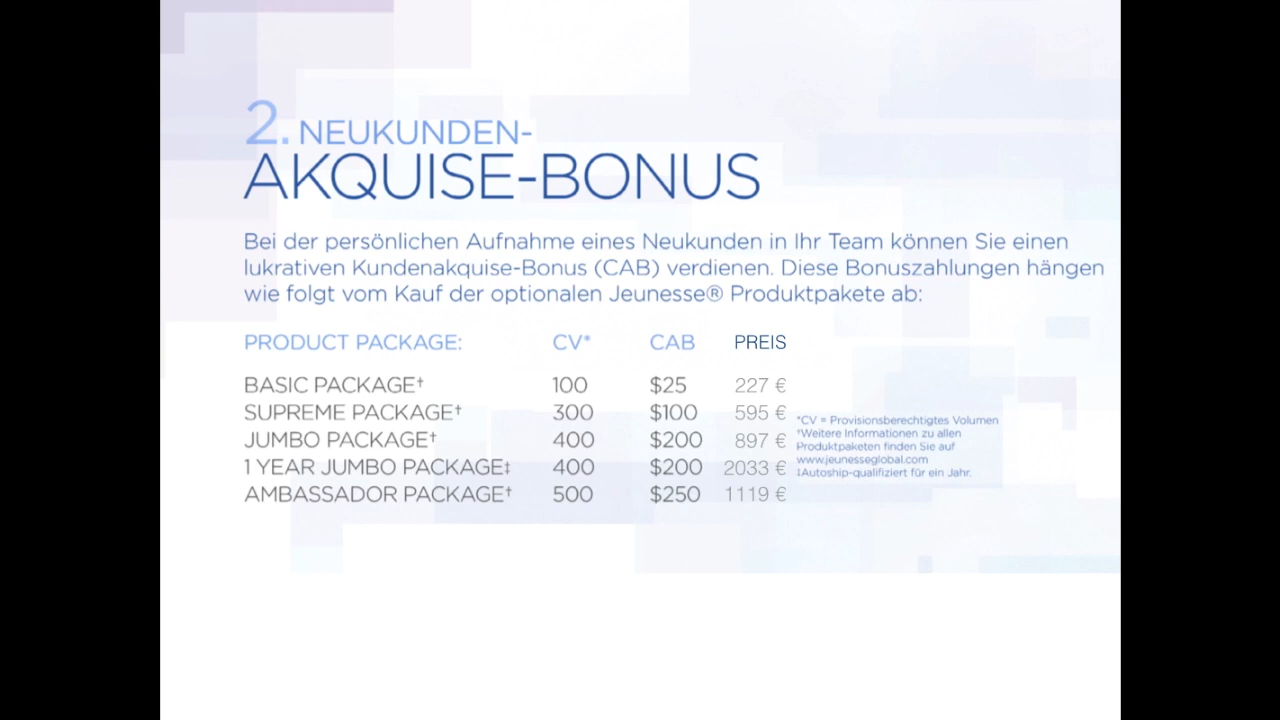 2. NEUKUNDEN-
AKQUISE-BONUS
Bei der persönlichen Aufnahme eines Neukunden in Ihr Team können Sie einen
lukrativen Kundenakquise-Bonus (CAB) verdienen. Diese Bonuszahlungen hängen
wie folgt vom Kauf der optionalen Jeunesse® Produktpakete ab:
PRODUCT PACKAGE: CV* CAB PREIS
BASIC PACKAGE† 100 $25 227 €
SUPREME PACKAGE† 300 $100 595 €
JUMBO PACKAGE† 400 $200 897 €
1 YEAR JUMBO PACKAGE‡ 400 $200 2033 €
AMBASSADOR PACKAGE† 500 $250 1119 €
*CV = Provisionsberechtigtes Volumen
†Weitere Informationen zu allen
Produktpaketen finden Sie auf
www.jeunesseglobal.com
‡Autoship-qualifiziert für ein Jahr.